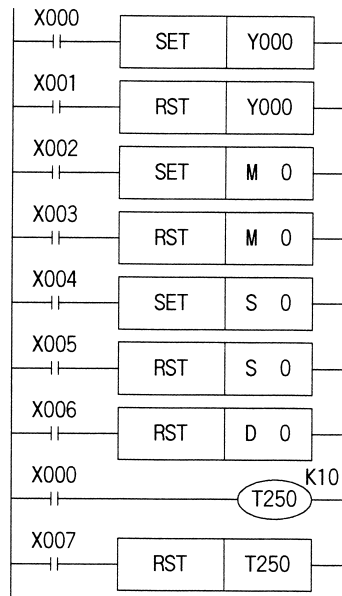 X000
SET Y000
X001
RST Y000
X002
SET M 0
X003
RST M 0
X004
SET S 0
X005
RST S 0
X006
RST D 0
X000
T250 K10
X007
RST T250